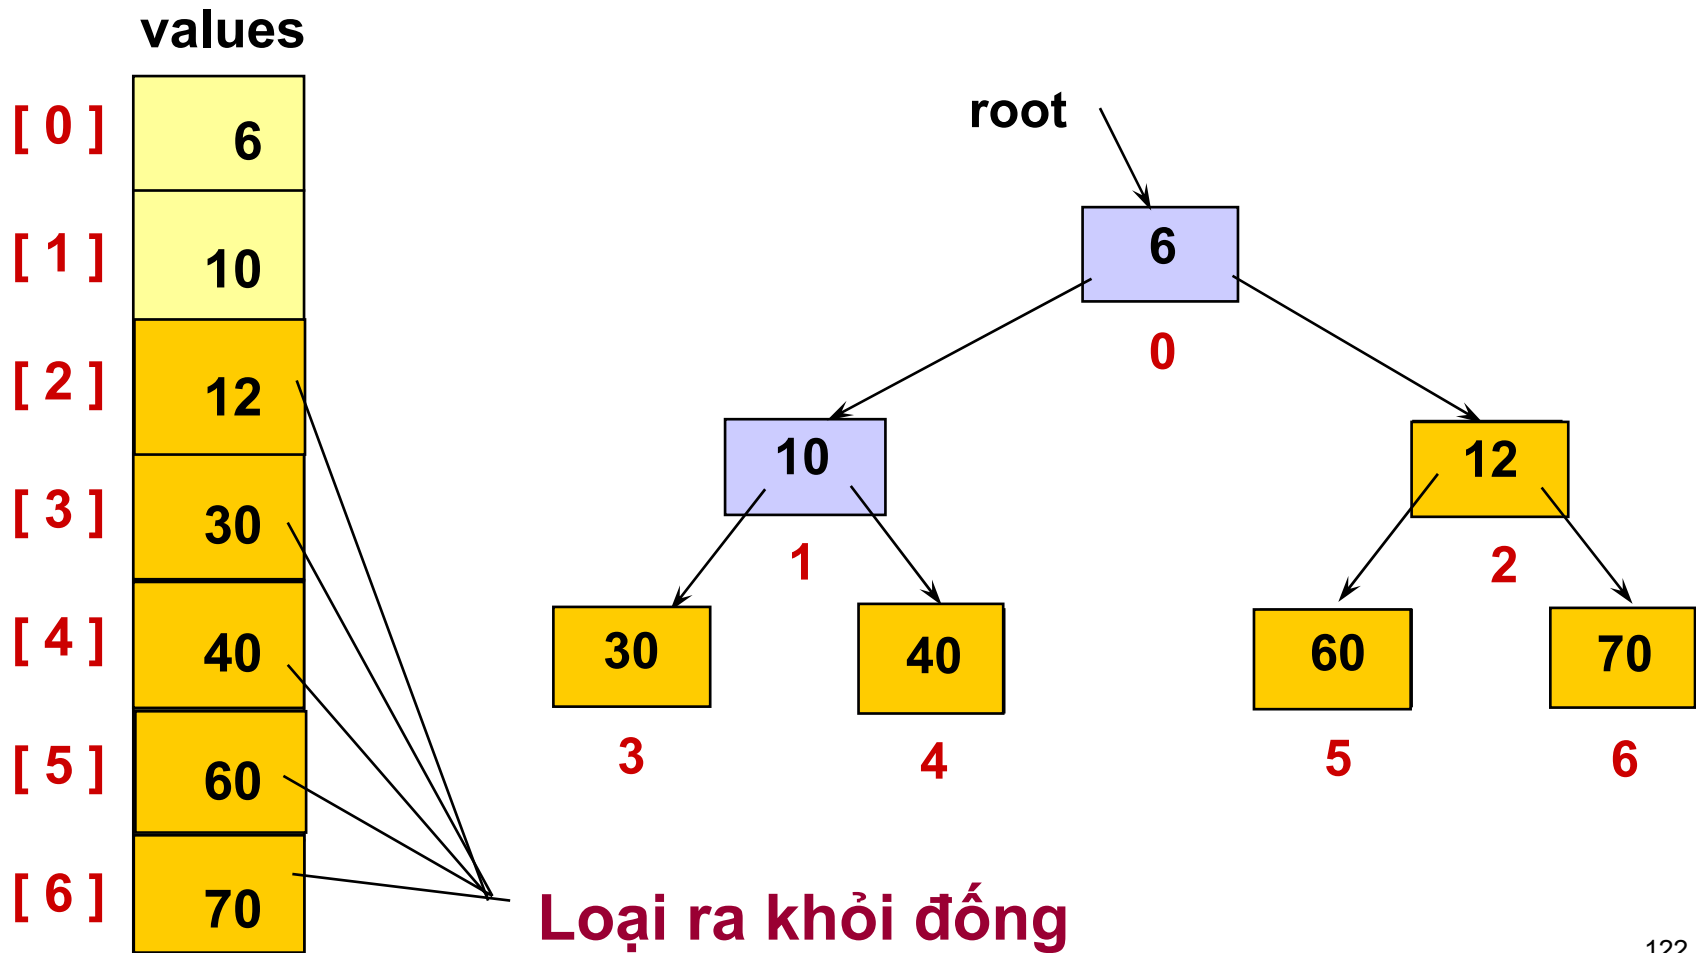 values
[ 0 ] 6
[ 1 ] 10
[ 2 ] 12
[ 3 ] 30
[ 4 ] 40
[ 5 ] 60
[ 6 ] 70
root
6
0
10 12
1 2
30 40 60 70
3 4 5 6
Loại ra khỏi đống
122